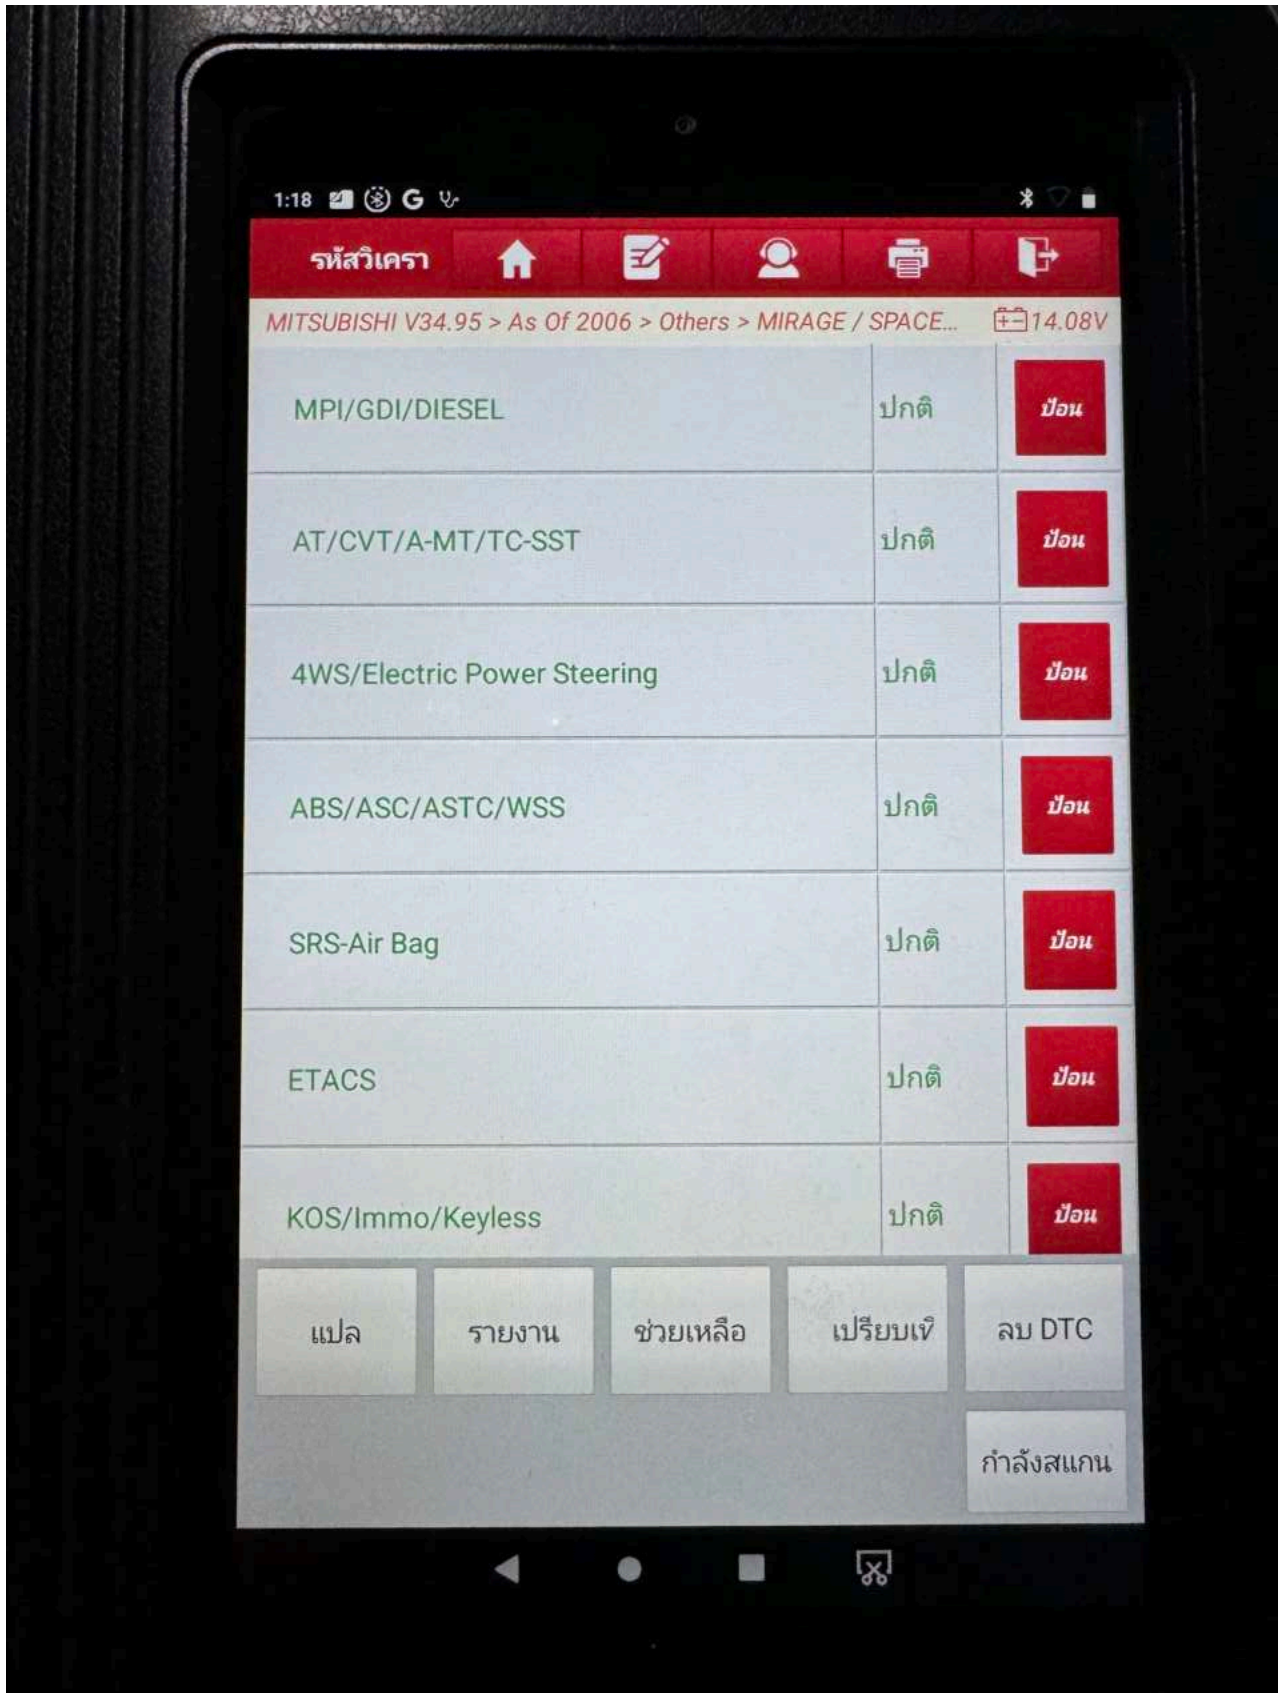 1:18 G
รหัสวิเครา
MITSUBISHI V34.95 > As Of 2006 > Others > MIRAGE / SPACE... 14.08V
MPI/GDI/DIESEL ปกติ ป้อน
AT/CVT/A-MT/TC-SST ปกติ ป้อน
4WS/Electric Power Steering ปกติ ป้อน
ABS/ASC/ASTC/WSS ปกติ ป้อน
SRS-Air Bag ปกติ ป้อน
ETACS ปกติ ป้อน
KOS/Immo/Keyless ปกติ ป้อน
แปล รายงาน ช่วยเหลือ เปรียบเที ลบ DTC
กำลังสแกน